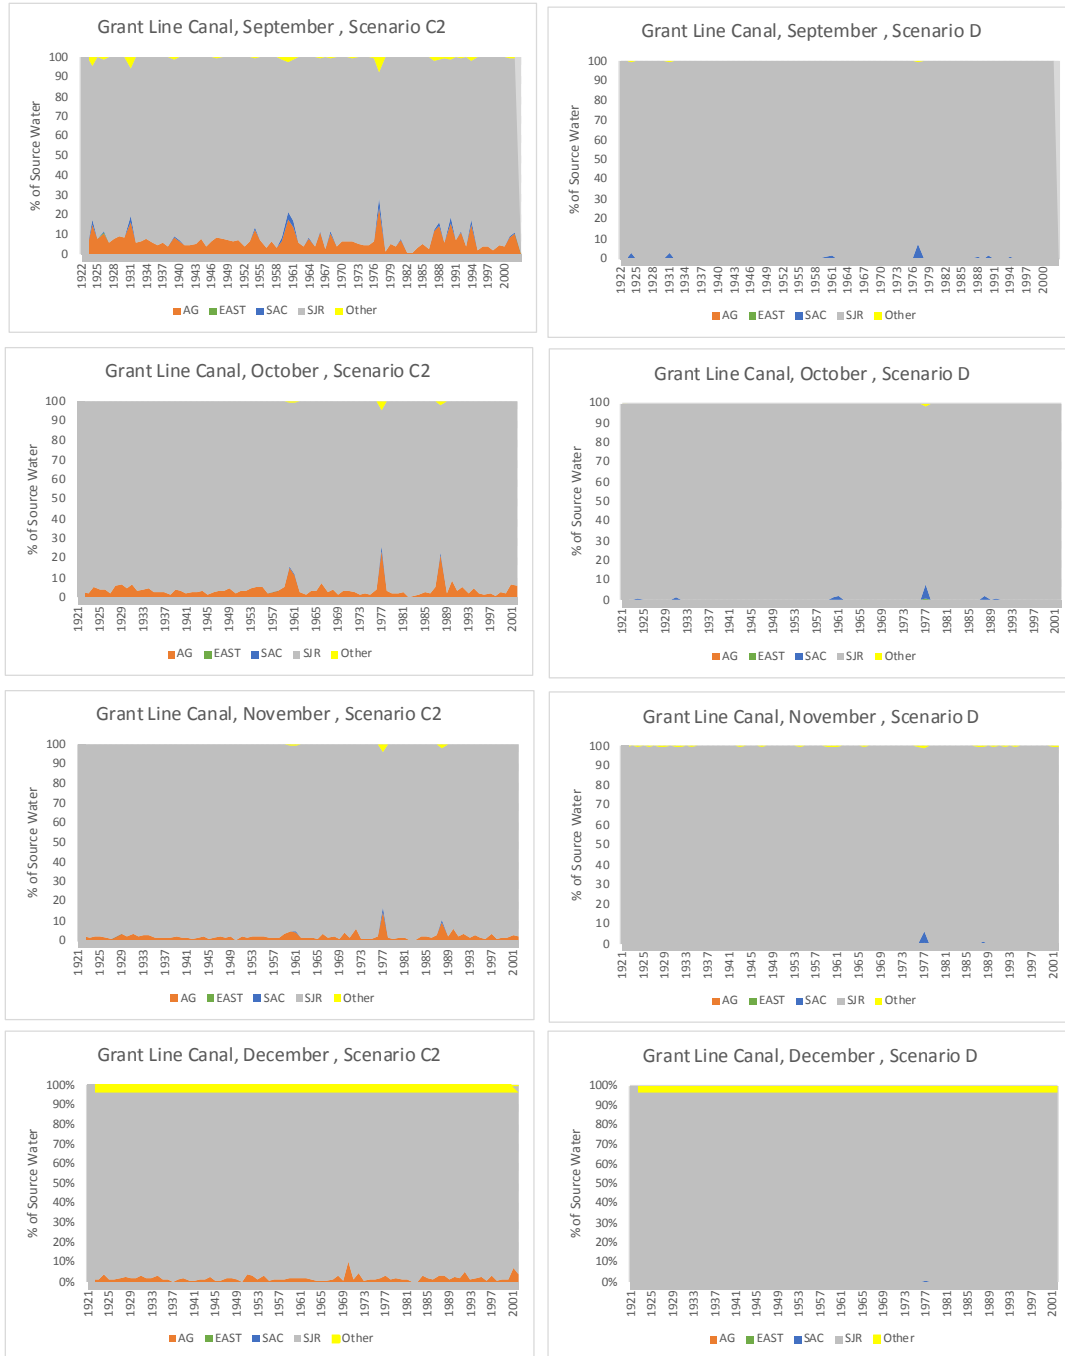 Grant Line Canal, September , Scenario C2
% of Source Water
100
90
80
70
60
50
40
30
20
10
0
1922 1925 1928 1931 1934 1937 1940 1943 1946 1949 1952 1955 1958 1961 1964 1967 1970 1973 1976 1979 1982 1985 1988 1991 1994 1997 2000
AG EAST SAC SJR Other
Grant Line Canal, September , Scenario D
% of Source Water
100
90
80
70
60
50
40
30
20
10
0
1922 1925 1928 1931 1934 1937 1940 1943 1946 1949 1952 1955 1958 1961 1964 1967 1970 1973 1976 1979 1982 1985 1988 1991 1994 1997 2000
AG EAST SAC SJR Other
Grant Line Canal, October , Scenario C2
% of Source Water
100
90
80
70
60
50
40
30
20
10
0
1921 1925 1929 1933 1937 1941 1945 1949 1953 1957 1961 1965 1969 1973 1977 1981 1985 1989 1993 1997 2001
AG EAST SAC SJR Other
Grant Line Canal, October , Scenario D
% of Source Water
100
90
80
70
60
50
40
30
20
10
0
1921 1925 1929 1933 1937 1941 1945 1949 1953 1957 1961 1965 1969 1973 1977 1981 1985 1989 1993 1997 2001
AG EAST SAC SJR Other
Grant Line Canal, November , Scenario C2
% of Source Water
100
90
80
70
60
50
40
30
20
10
0
1921 1925 1929 1933 1937 1941 1945 1949 1953 1957 1961 1965 1969 1973 1977 1981 1985 1989 1993 1997 2001
AG EAST SAC SJR Other
Grant Line Canal, November , Scenario D
% of Source Water
100
90
80
70
60
50
40
30
20
10
0
1921 1925 1929 1933 1937 1941 1945 1949 1953 1957 1961 1965 1969 1973 1977 1981 1985 1989 1993 1997 2001
AG EAST SAC SJR Other
Grant Line Canal, December , Scenario C2
% of Source Water
100%
90%
80%
70%
60%
50%
40%
30%
20%
10%
0%
1921 1925 1929 1933 1937 1941 1945 1949 1953 1957 1961 1965 1969 1973 1977 1981 1985 1989 1993 1997 2001
AG EAST SAC SJR Other
Grant Line Canal, December , Scenario D
% of Source Water
100%
90%
80%
70%
60%
50%
40%
30%
20%
10%
0%
1921 1925 1929 1933 1937 1941 1945 1949 1953 1957 1961 1965 1969 1973 1977 1981 1985 1989 1993 1997 2001
AG EAST SAC SJR Other